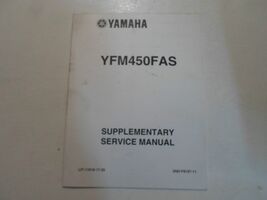 YAMAHA
YFM450FAS
SUPPLEMENTARY
SERVICE MANUAL